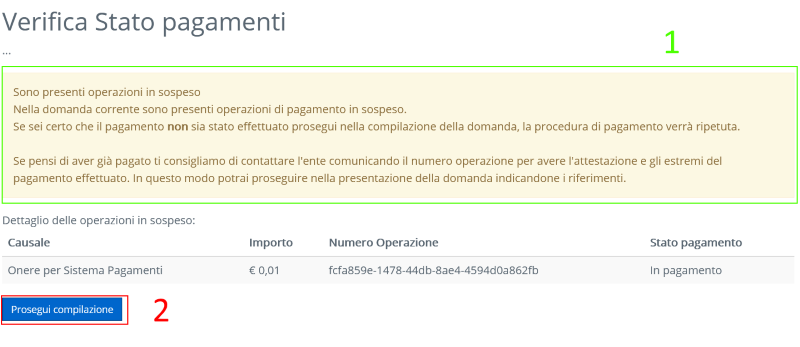 Verifica Stato pagamenti
...
1
Sono presenti operazioni in sospeso
Nella domanda corrente sono presenti operazioni di pagamento in sospeso.
Se sei certo che il pagamento non sia stato effettuato prosegui nella compilazione della domanda, la procedura di pagamento verrà ripetuta.
Se pensi di aver già pagato ti consigliamo di contattare l'ente comunicando il numero operazione per avere l'attestazione e gli estremi del
pagamento effettuato. In questo modo potrai proseguire nella presentazione della domanda indicandone i riferimenti.
Dettaglio delle operazioni in sospeso:
Causale Importo Numero Operazione Stato pagamento
Onere per Sistema Pagamenti € 0,01 fcfa859e-1478-44db-8ae4-4594d0a862fb In pagamento
Prosegui compilazione 2